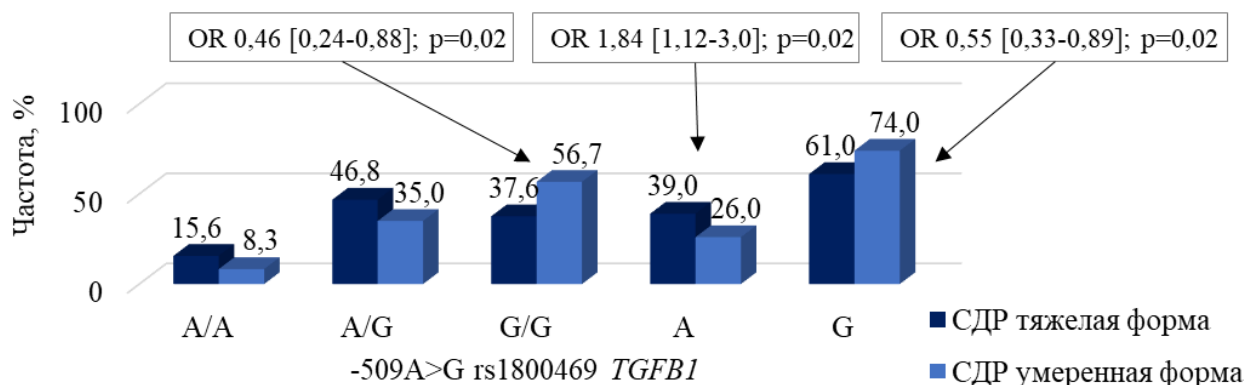 OR 0,46 [0,24-0,88]; p=0,02
OR 1,84 [1,12-3,0]; p=0,02
OR 0,55 [0,33-0,89]; p=0,02
Частота, %
100
50
0
15,6
8,3
46,8
35,0
37,6
56,7
39,0
26,0
61,0
74,0
A/A
A/G
G/G
A
G
-509A>G rs1800469 TGFB1
СДР тяжелая форма
СДР умеренная форма